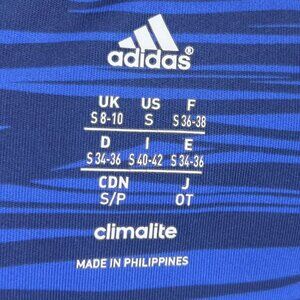 adidas®
UK US F
S 8-10 S S 36-38
D I E
S 34-36 S 40-42 S 34-36
CDN J
S/P OT
climalite
MADE IN PHILIPPINES